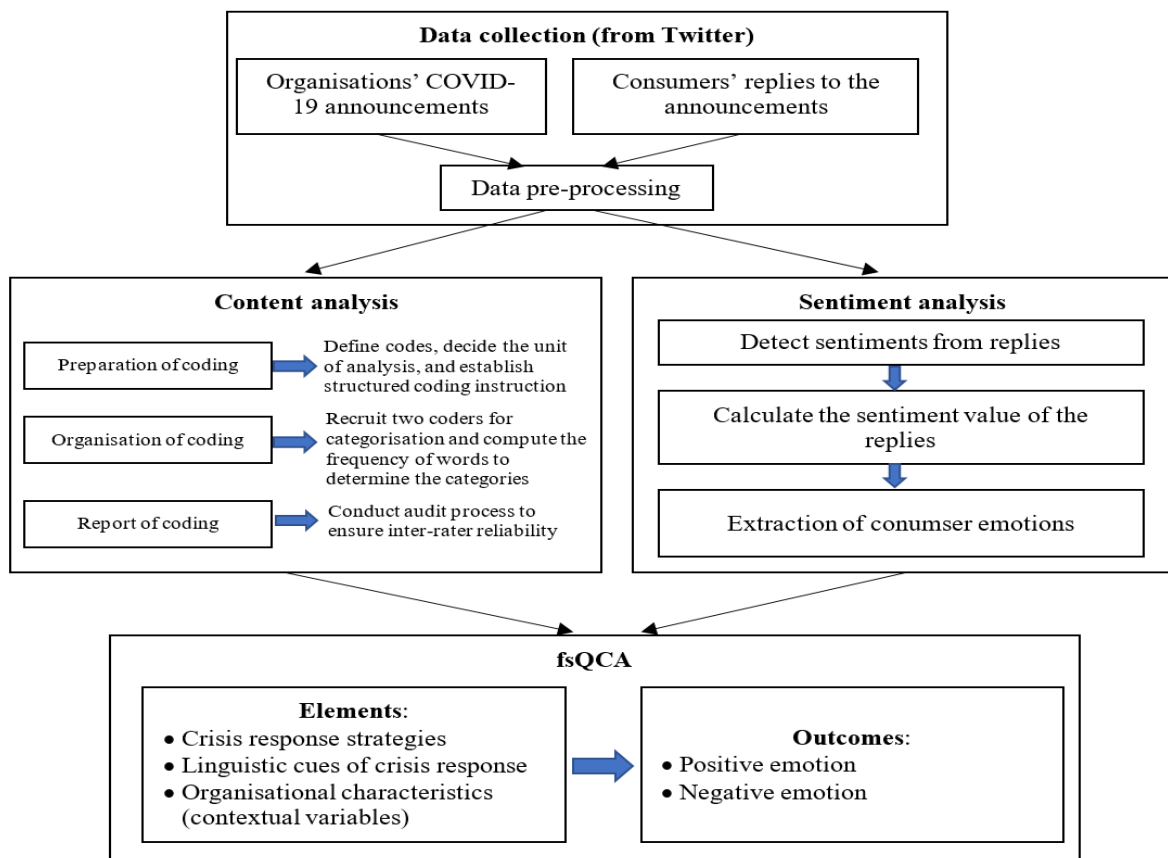 Data collection (from Twitter)
Organisations’ COVID-
19 announcements
Consumers’ replies to the
announcements
Data pre-processing
Content analysis
Preparation of coding
Define codes, decide the unit
of analysis, and establish
structured coding instruction
Organisation of coding
Recruit two coders for
categorisation and compute the
frequency of words to
determine the categories
Report of coding
Conduct audit process to
ensure inter-rater reliability
Sentiment analysis
Detect sentiments from replies
Calculate the sentiment value of the
replies
Extraction of conumser emotions
fsQCA
Elements:
• Crisis response strategies
• Linguistic cues of crisis response
• Organisational characteristics
(contextual variables)
Outcomes:
• Positive emotion
• Negative emotion